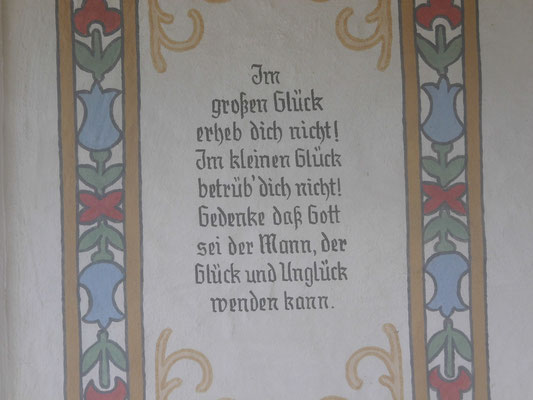 Im
großen Glück
erheb dich nicht!
Im kleinen Glück
betrüb' dich nicht!
Gedenke daß Gott
sei der Mann, der
Glück und Unglück
wenden kann.